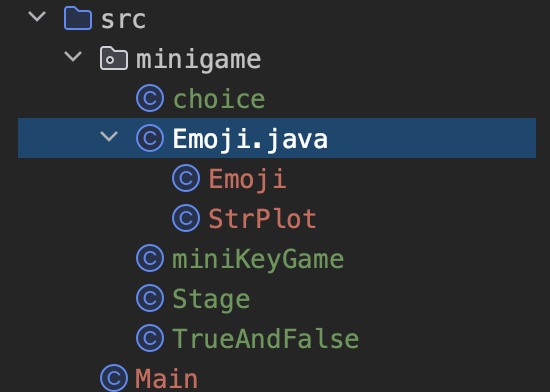 src
minigame
choice
Emoji.java
Emoji
StrPlot
miniKeyGame
Stage
TrueAndFalse
Main